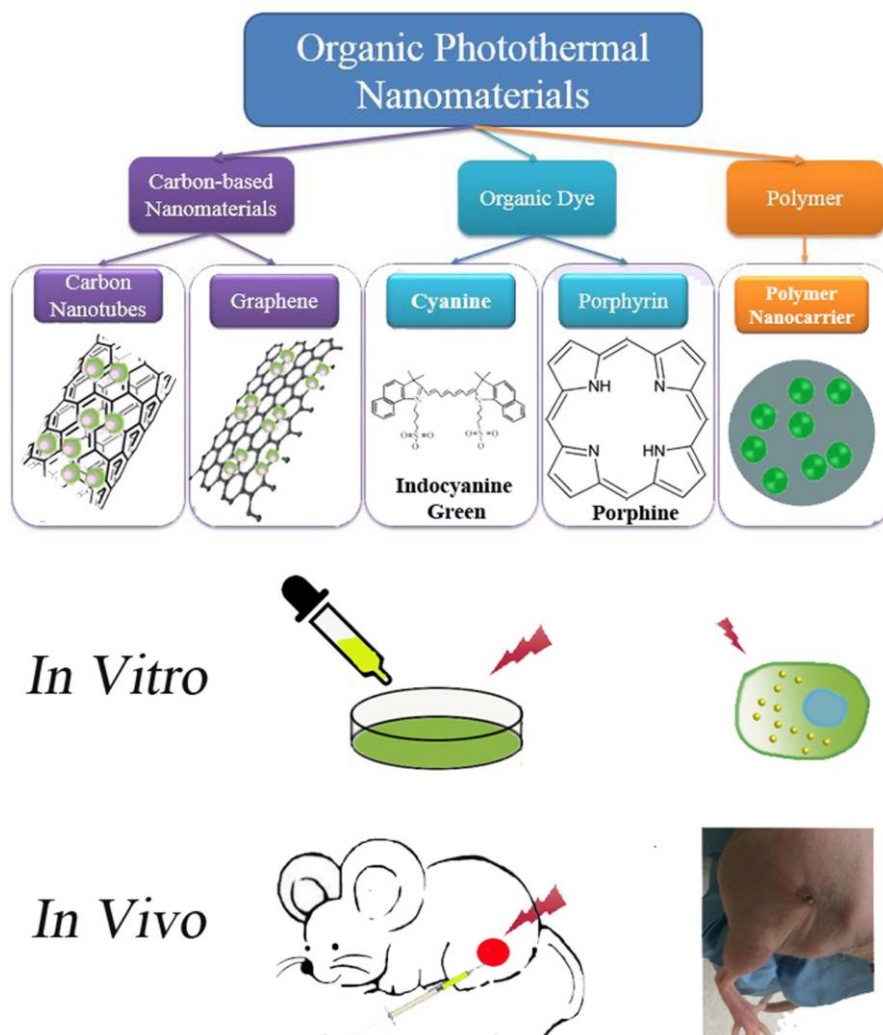 Organic Photothermal
Nanomaterials
Carbon-based
Nanomaterials
Organic Dye
Polymer
Carbon
Nanotubes
Graphene
Cyanine
Porphyrin
Polymer
Nanocarrier
NH
N
N
HN
N
N
O=S=O
O
O=S=O
O
Indocyanine
Green
Porphine
In Vitro
In Vivo